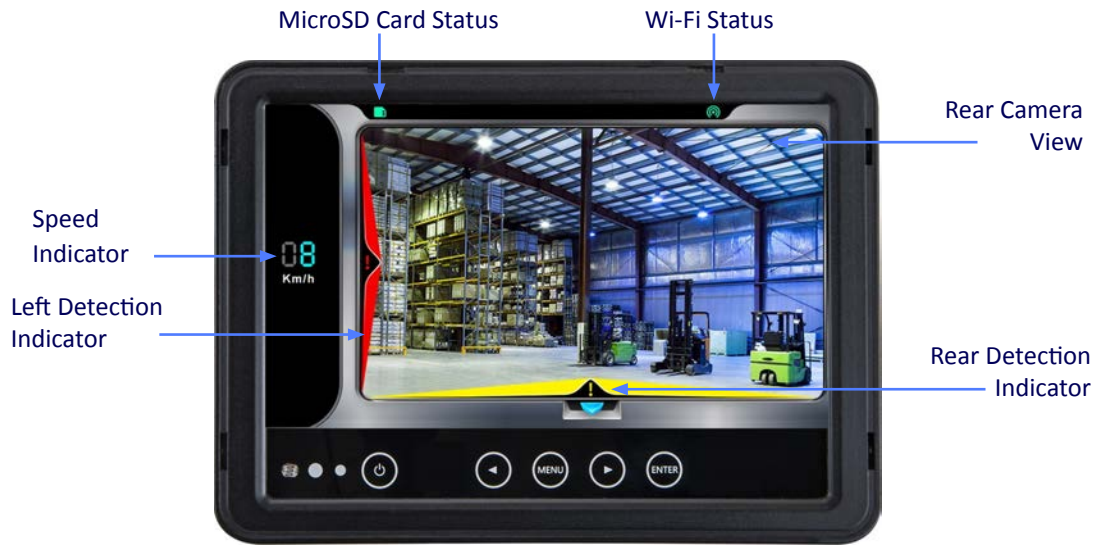 MicroSD Card Status
Wi-Fi Status
Rear Camera
View
Speed
Indicator
08
Km/h
Left Detection
Indicator
!
Rear Detection
Indicator
MENU
ENTER